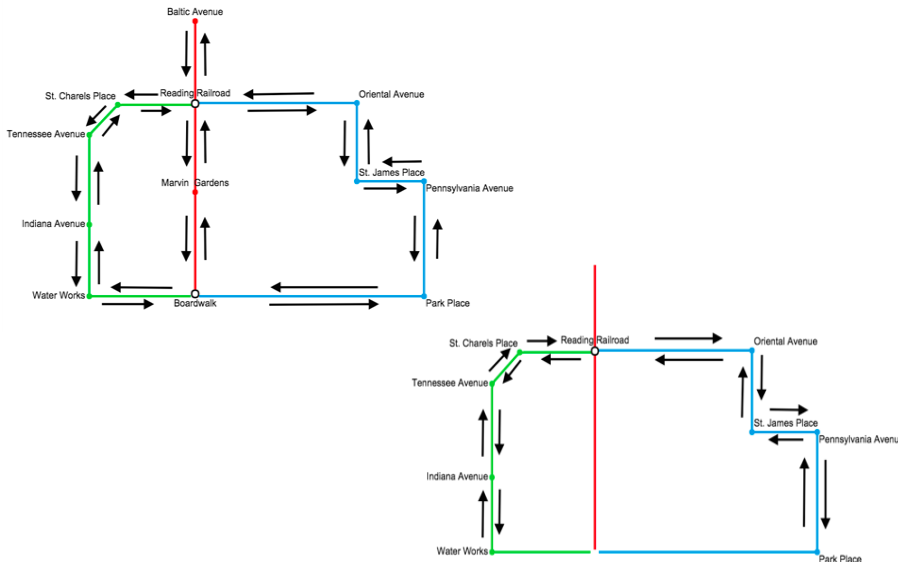 Baltic Avenue
St. Charels Place
Reading Railroad
Oriental Avenue
Tennessee Avenue
St. James Place
Marvin Gardens
Pennsylvania Avenue
Indiana Avenue
Water Works
Boardwalk
Park Place
St. Charels Place
Reading Railroad
Oriental Avenue
Tennessee Avenue
St. James Place
Pennsylvania Avenu
Indiana Avenue
Water Works
Park Place